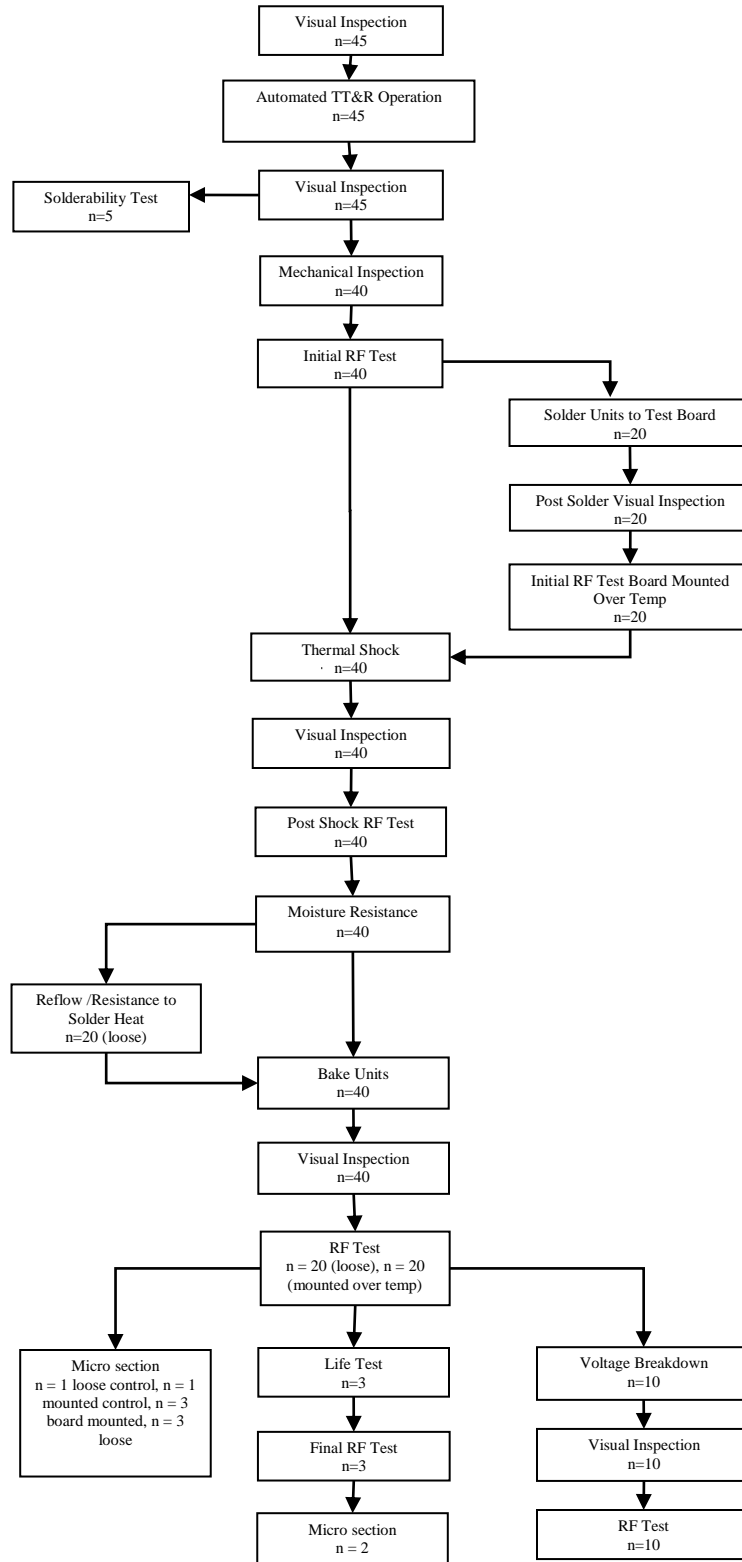 Visual Inspection
n=45
Automated TT&R Operation
n=45
Visual Inspection
n=45
Solderability Test
n=5
Mechanical Inspection
n=40
Initial RF Test
n=40
Solder Units to Test Board
n=20
Post Solder Visual Inspection
n=20
Initial RF Test Board Mounted
Over Temp
n=20
Thermal Shock
n=40
Visual Inspection
n=40
Post Shock RF Test
n=40
Moisture Resistance
n=40
Reflow /Resistance to
Solder Heat
n=20 (loose)
Bake Units
n=40
Visual Inspection
n=40
RF Test
n = 20 (loose), n = 20
(mounted over temp)
Micro section
n = 1 loose control, n = 1
mounted control, n = 3
board mounted, n = 3
loose
Life Test
n=3
Final RF Test
n=3
Micro section
n = 2
Voltage Breakdown
n=10
Visual Inspection
n=10
RF Test
n=10